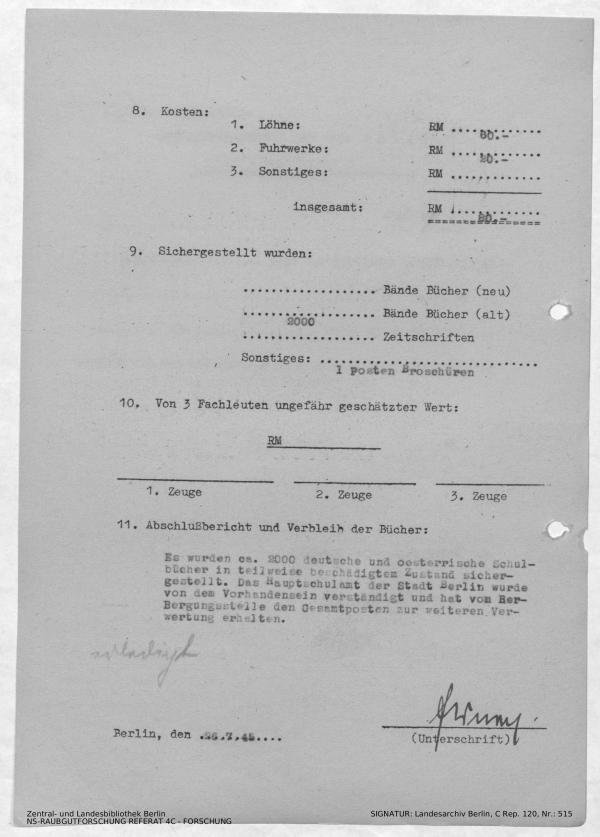 8. Kosten:
1. Löhne: RM ................
60.-
2. Fuhrwerke: RM ................
20.-
3. Sonstiges: RM ................
insgesamt: RM ................
80.-
9. Sichergestellt wurden:
................... Bände Bücher (neu)
................... Bände Bücher (alt)
2000
................... Zeitschriften
Sonstiges: ................................
1 posten Broschüren
10. Von 3 Fachleuten ungefähr geschätzter Wert:
RM
1. Zeuge 2. Zeuge 3. Zeuge
11. Abschlußbericht und Verbleib der Bücher:
Es wurden ca. 2000 deutsche und oesterrische Schul-
bücher in teilweise beschädigtem Zustand sicher-
gestellt. Das Hauptschulamt der Stadt Berlin wurde
von dem Vorhandensein verständigt und hat vom Ber-
Bergungsstelle den Gesamtposten zur weiteren Ver-
wertung erhalten.
erledigt
Berlin, den .26.7.45....
(Unterschrift)
Zentral- und Landesbibliothek Berlin
NS-RAUBGUTFORSCHUNG REFERAT 4C - FORSCHUNG
SIGNATUR: Landesarchiv Berlin, C Rep. 120, Nr.: 515